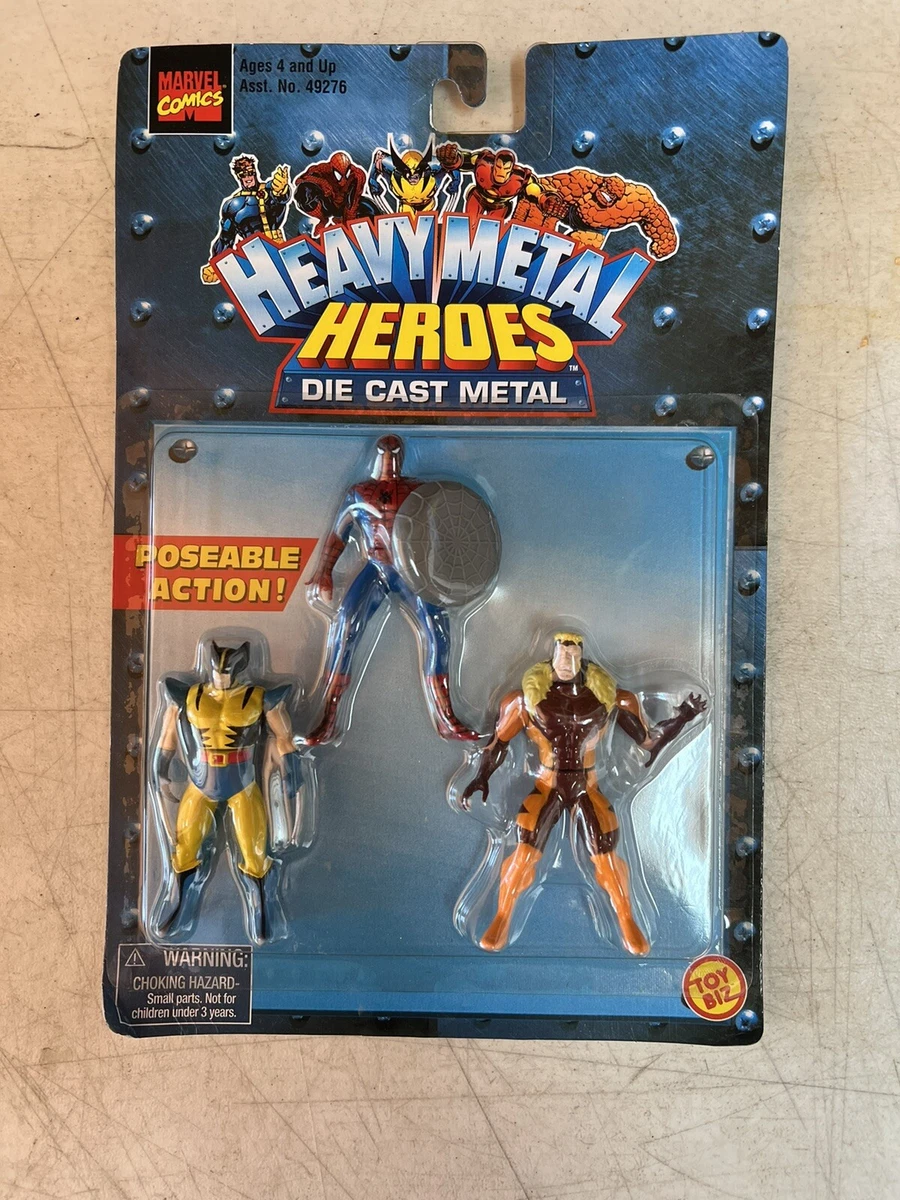 MARVEL
COMICS
M
Ages 4 and Up
Asst. No. 49276
HEAVY METAL
HEROES™
DIE CAST METAL
POSEABLE
ACTION!
WARNING:
CHOKING HAZARD-
Small parts. Not for
children under 3 years.
TOY
BIZ